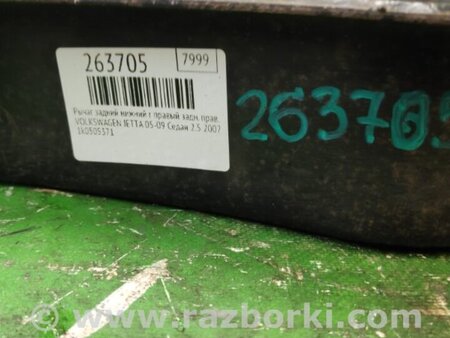 263705
7999
Рычаг задний нижний г правый задн. прав.
VOLKSWAGEN JETTA 05-09 Седан 2.5 2007
1k0505371
263705
www.razborki.com